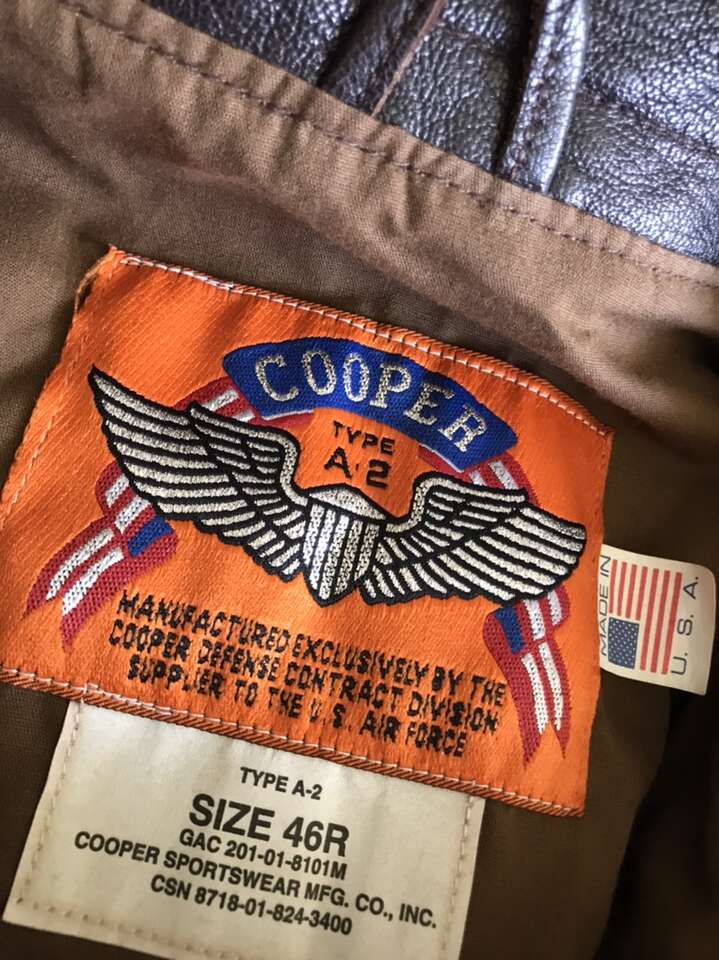 COOPER
TYPE
A-2
MANUFACTURED EXCLUSIVELY BY THE
COOPER DEFENSE CONTRACT DIVISION
SUPPLIER TO THE U.S. AIR FORCE
MADE IN
U.S.A.
TYPE A-2
SIZE 46R
GAC 201-01-8101M
COOPER SPORTSWEAR MFG. CO., INC.
CSN 8718-01-824-3400